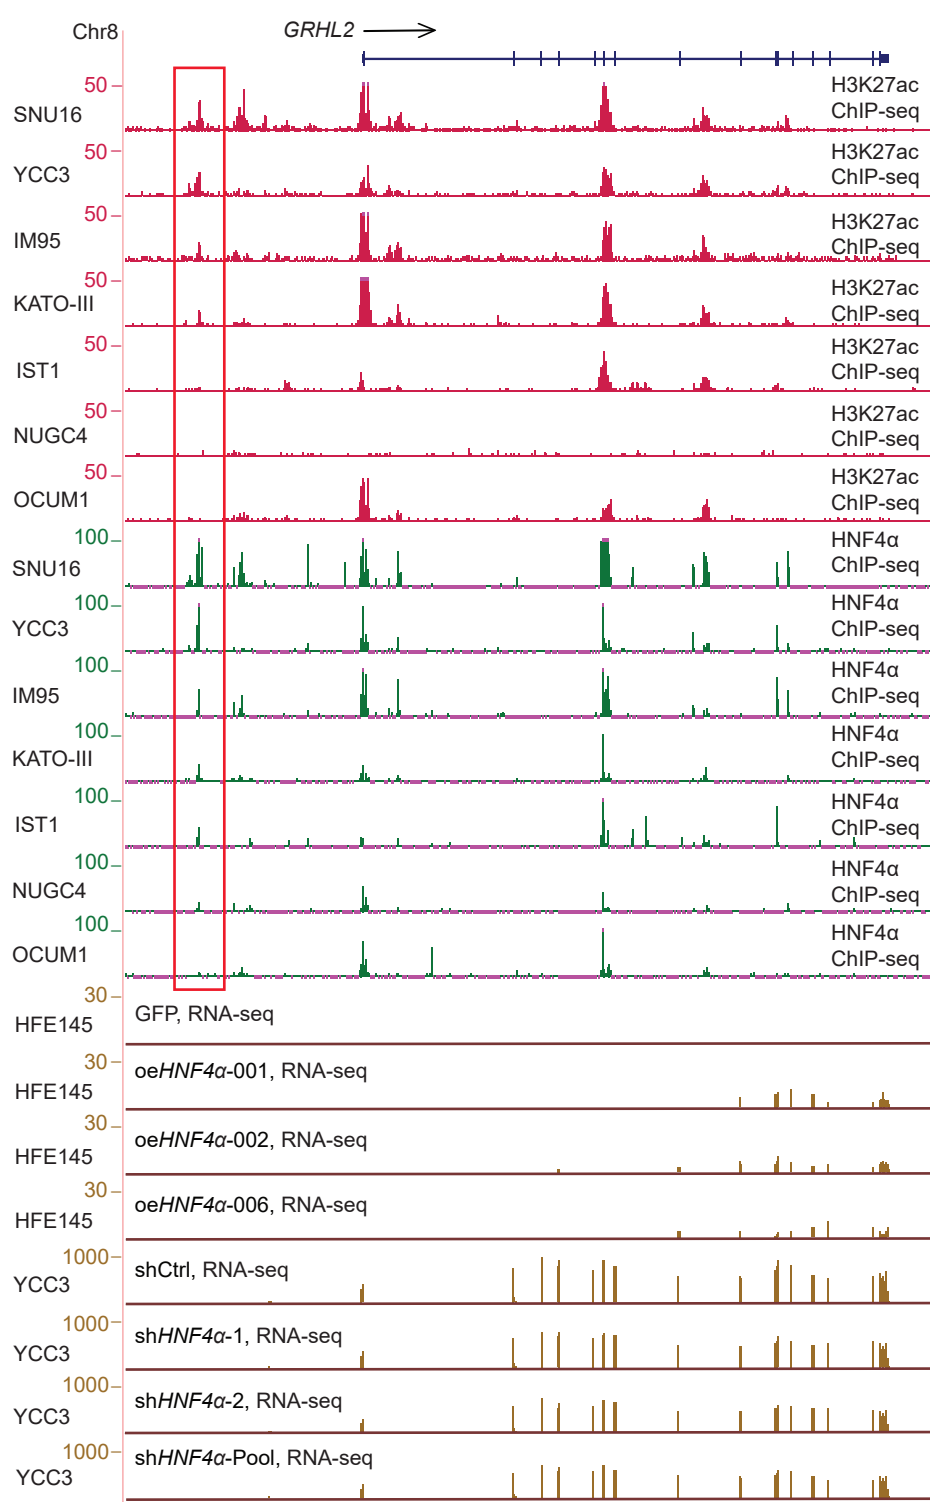 Chr8
GRHL2
50
SNU16
H3K27ac
ChIP-seq
50
YCC3
H3K27ac
ChIP-seq
50
IM95
H3K27ac
ChIP-seq
50
KATO-III
H3K27ac
ChIP-seq
50
IST1
H3K27ac
ChIP-seq
50
NUGC4
H3K27ac
ChIP-seq
50
OCUM1
H3K27ac
ChIP-seq
100
SNU16
HNF4α
ChIP-seq
100
YCC3
HNF4α
ChIP-seq
100
IM95
HNF4α
ChIP-seq
100
KATO-III
HNF4α
ChIP-seq
100
IST1
HNF4α
ChIP-seq
100
NUGC4
HNF4α
ChIP-seq
100
OCUM1
HNF4α
ChIP-seq
30
HFE145
GFP, RNA-seq
30
HFE145
oeHNF4α-001, RNA-seq
30
HFE145
oeHNF4α-002, RNA-seq
30
HFE145
oeHNF4α-006, RNA-seq
1000
YCC3
shCtrl, RNA-seq
1000
YCC3
shHNF4α-1, RNA-seq
1000
YCC3
shHNF4α-2, RNA-seq
1000
YCC3
shHNF4α-Pool, RNA-seq